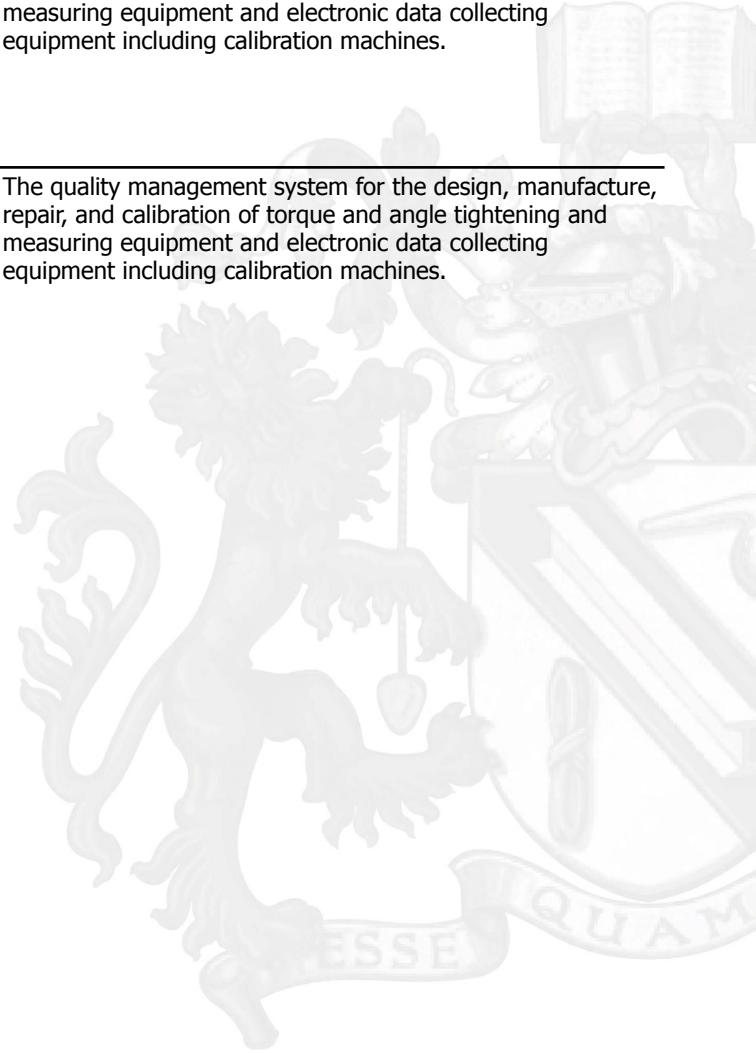 measuring equipment and electronic data collecting
equipment including calibration machines.
The quality management system for the design, manufacture,
repair, and calibration of torque and angle tightening and
measuring equipment and electronic data collecting
equipment including calibration machines.
ESSE
QUAM